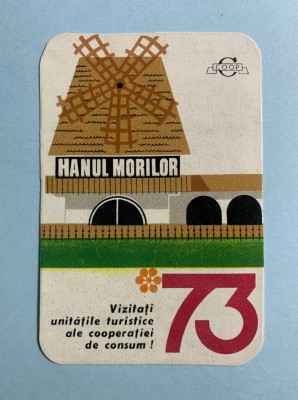 COOP
HANUL MORILOR
73
Vizitați
unitățile turistice
ale cooperației
de consum !